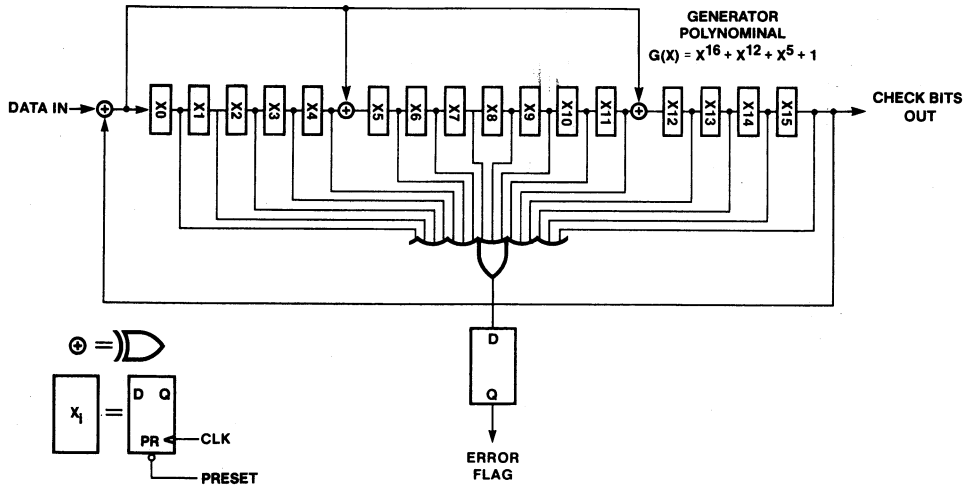 GENERATOR
POLYNOMINAL
G(X) = X16 + X12 + X5 + 1
DATA IN
X0
X1
X2
X3
X4
X5
X6
X7
X8
X9
X10
X11
X12
X13
X14
X15
CHECK BITS
OUT
D
Q
ERROR
FLAG
=
Xi
=
D Q
PR
CLK
PRESET